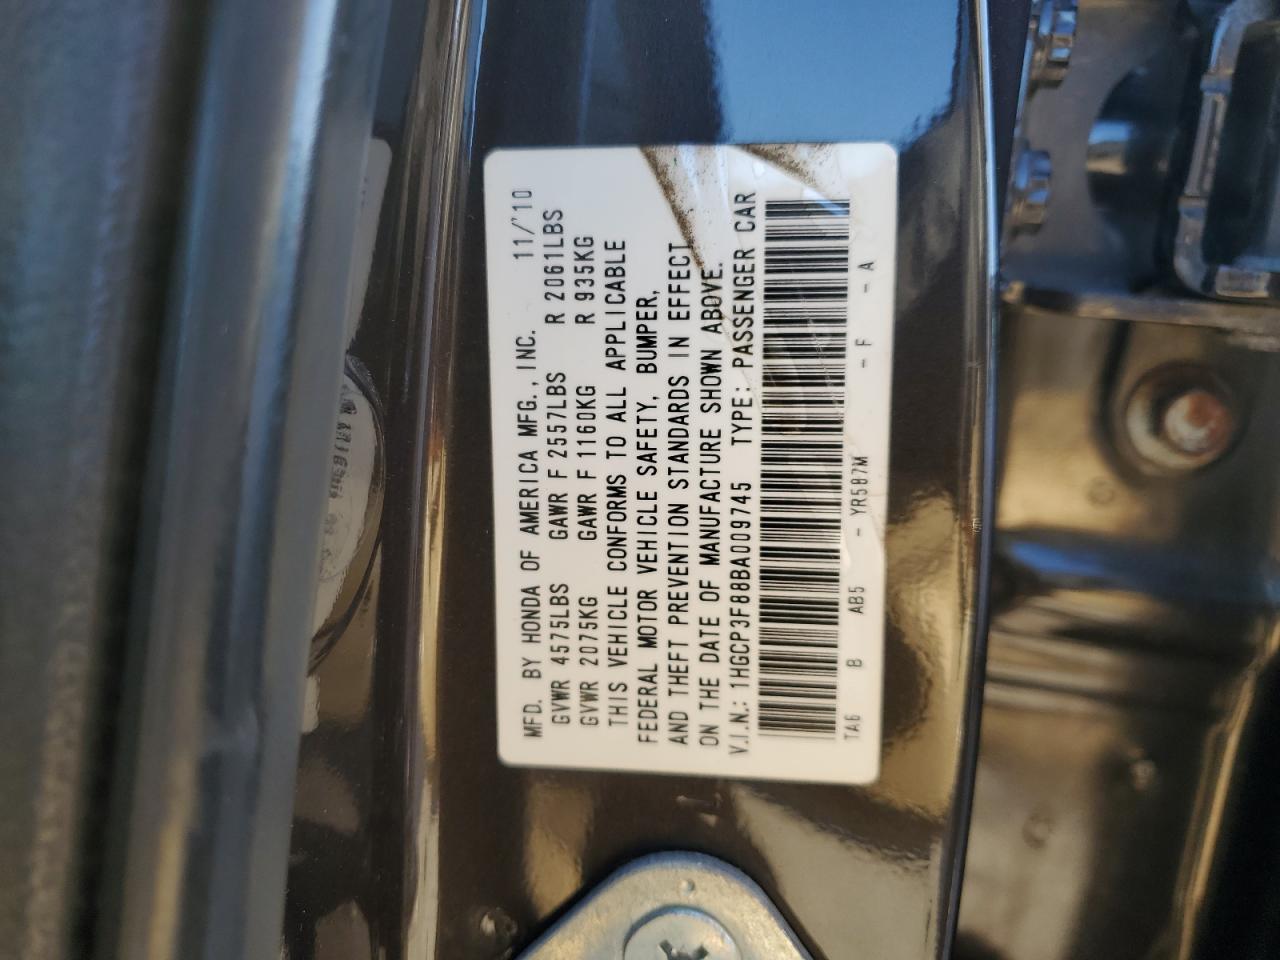 MFD. BY HONDA OF AMERICA MFG., INC. 11/'10
GVWR 4575LBS GAWR F 2557LBS R 2061LBS
GVWR 2075KG GAWR F 1160KG R 935KG
THIS VEHICLE CONFORMS TO ALL APPLICABLE
FEDERAL MOTOR VEHICLE SAFETY, BUMPER,
AND THEFT PREVENTION STANDARDS IN EFFECT
ON THE DATE OF MANUFACTURE SHOWN ABOVE.
V.I.N.: 1HGCP3F88BA009745 TYPE: PASSENGER CAR
TA6 B AB5 - YR587M - F - A